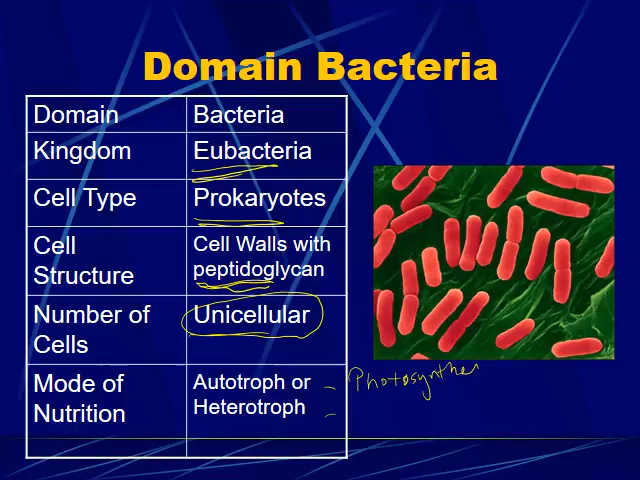 Domain Bacteria
Domain Bacteria
Kingdom Eubacteria
Cell Type Prokaryotes
Cell Structure
Cell Walls with
peptidoglycan
Number of Cells
Unicellular
Mode of Nutrition
Autotroph or
Heterotroph
Photosynthe